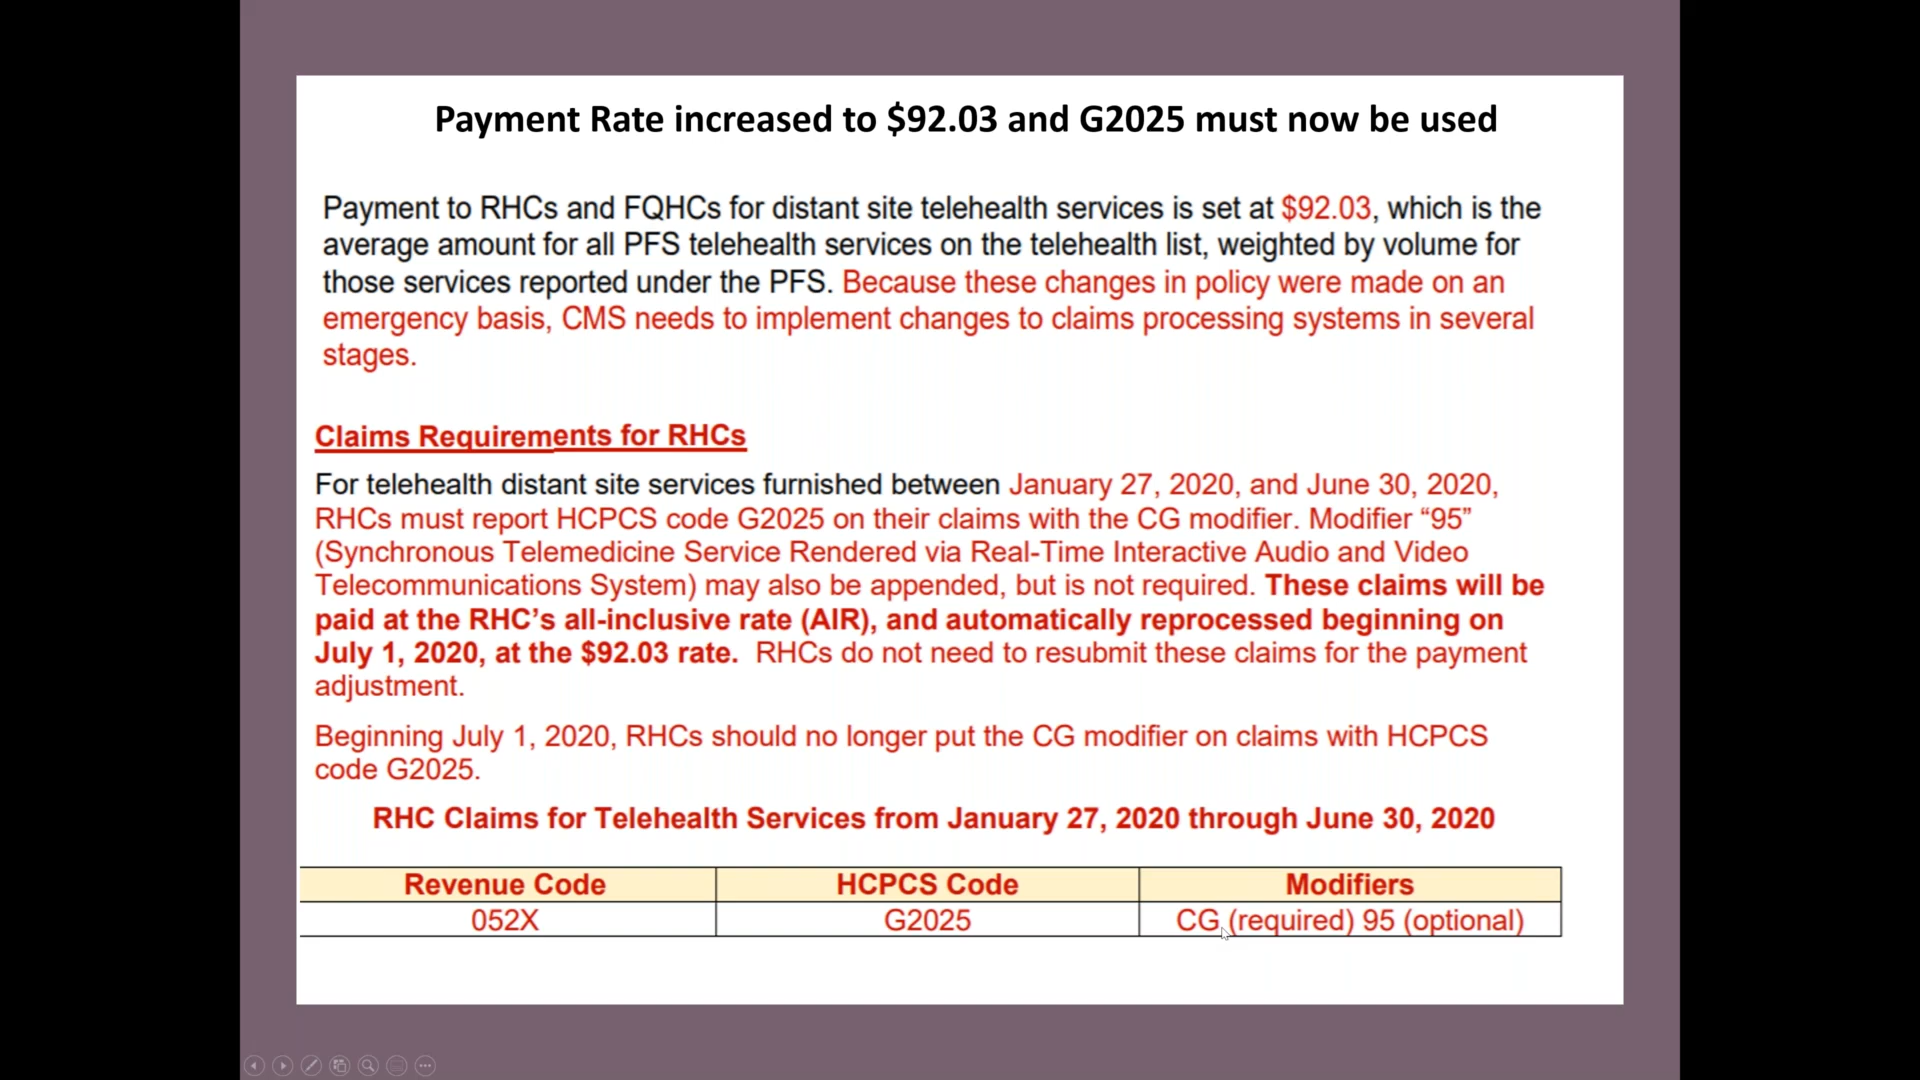 Payment Rate increased to $92.03 and G2025 must now be used
Payment to RHCs and FQHCs for distant site telehealth services is set at $92.03, which is the
average amount for all PFS telehealth services on the telehealth list, weighted by volume for
those services reported under the PFS. Because these changes in policy were made on an
emergency basis, CMS needs to implement changes to claims processing systems in several
stages.
Claims Requirements for RHCs
For telehealth distant site services furnished between January 27, 2020, and June 30, 2020,
RHCs must report HCPCS code G2025 on their claims with the CG modifier. Modifier “95”
(Synchronous Telemedicine Service Rendered via Real-Time Interactive Audio and Video
Telecommunications System) may also be appended, but is not required. These claims will be
paid at the RHC’s all-inclusive rate (AIR), and automatically reprocessed beginning on
July 1, 2020, at the $92.03 rate. RHCs do not need to resubmit these claims for the payment
adjustment.
Beginning July 1, 2020, RHCs should no longer put the CG modifier on claims with HCPCS
code G2025.
RHC Claims for Telehealth Services from January 27, 2020 through June 30, 2020
Revenue Code HCPCS Code Modifiers
052X G2025 CG (required) 95 (optional)